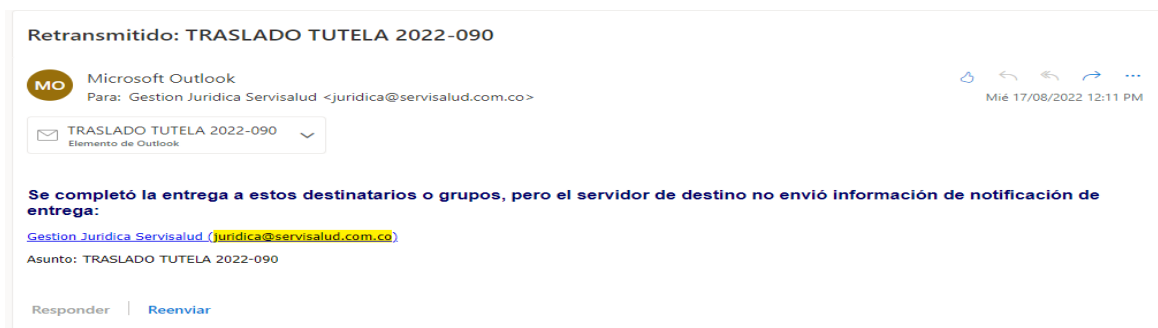 Retransmitido: TRASLADO TUTELA 2022-090
MO
Microsoft Outlook
Para: Gestion Juridica Servisalud <juridica@servisalud.com.co>
Mié 17/08/2022 12:11 PM
TRASLADO TUTELA 2022-090
Elemento de Outlook
Se completó la entrega a estos destinatarios o grupos, pero el servidor de destino no envió información de notificación de
entrega:
Gestion Juridica Servisalud (juridica@servisalud.com.co)
Asunto: TRASLADO TUTELA 2022-090
Responder
Reenviar